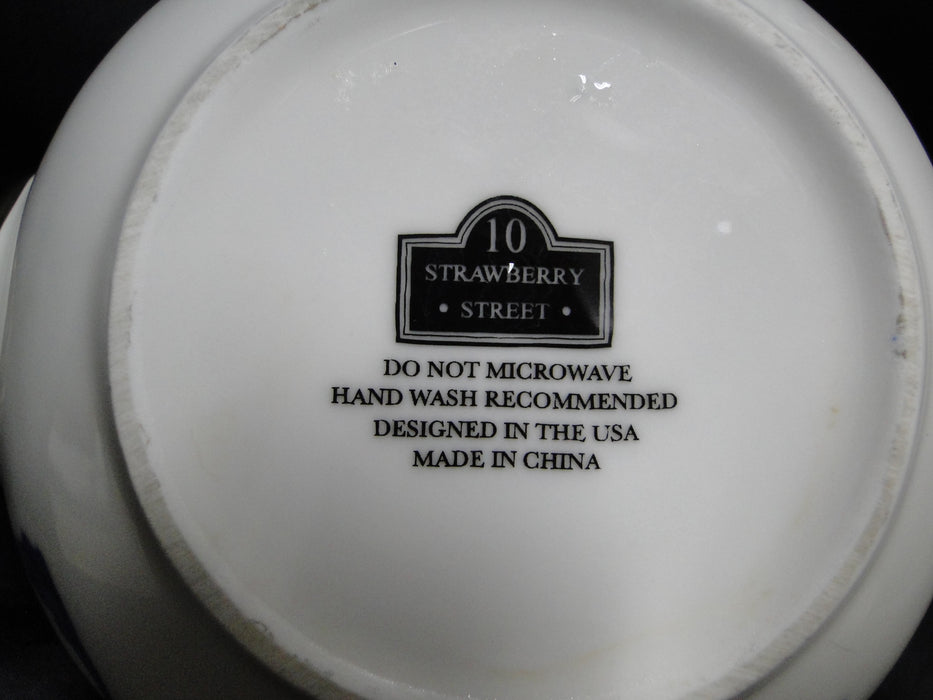 10
STRAWBERRY
• STREET •
DO NOT MICROWAVE
HAND WASH RECOMMENDED
DESIGNED IN THE USA
MADE IN CHINA